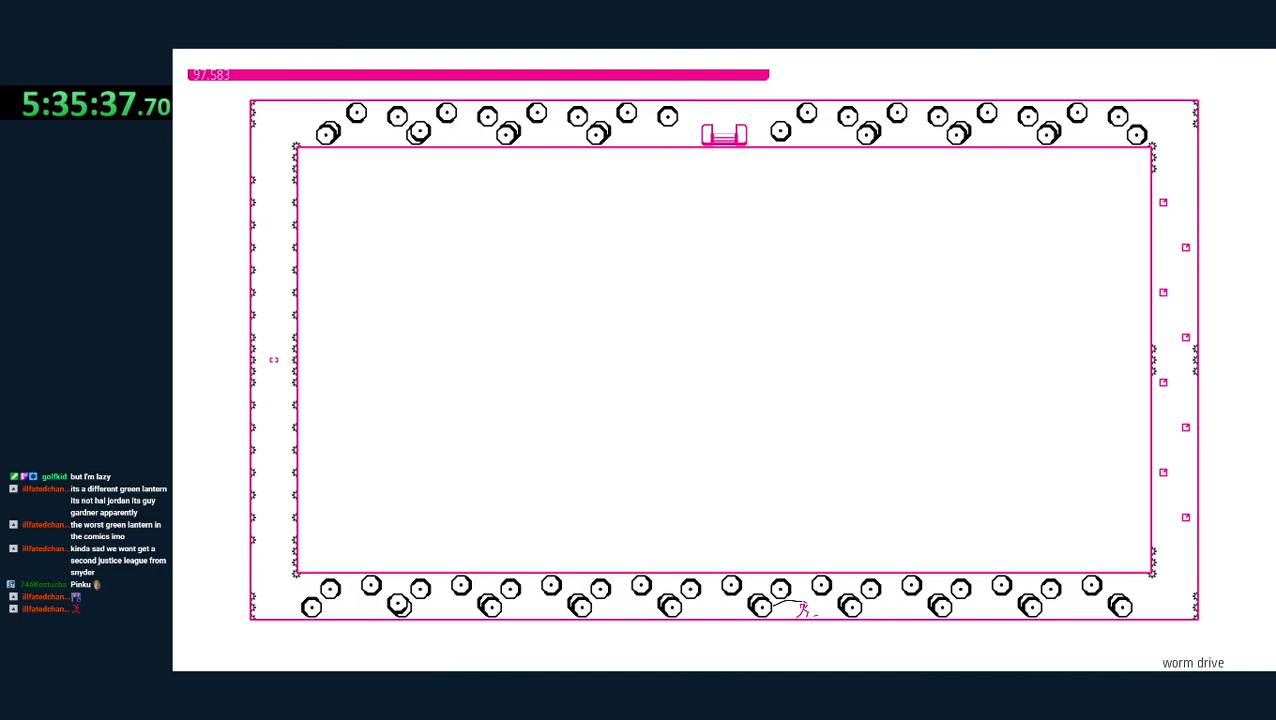 97.583
5:35:37.70
golfkid but I'm lazy
illfatedchan... its a different green lantern
its not hal jordan its guy
gardner apparently
illfatedchan... the worst green lantern in
the comics imo
illfatedchan... kinda sad we wont get a
second justice league from
snyder
746Kostucha Pinku
illfatedchan...
illfatedchan...
worm drive